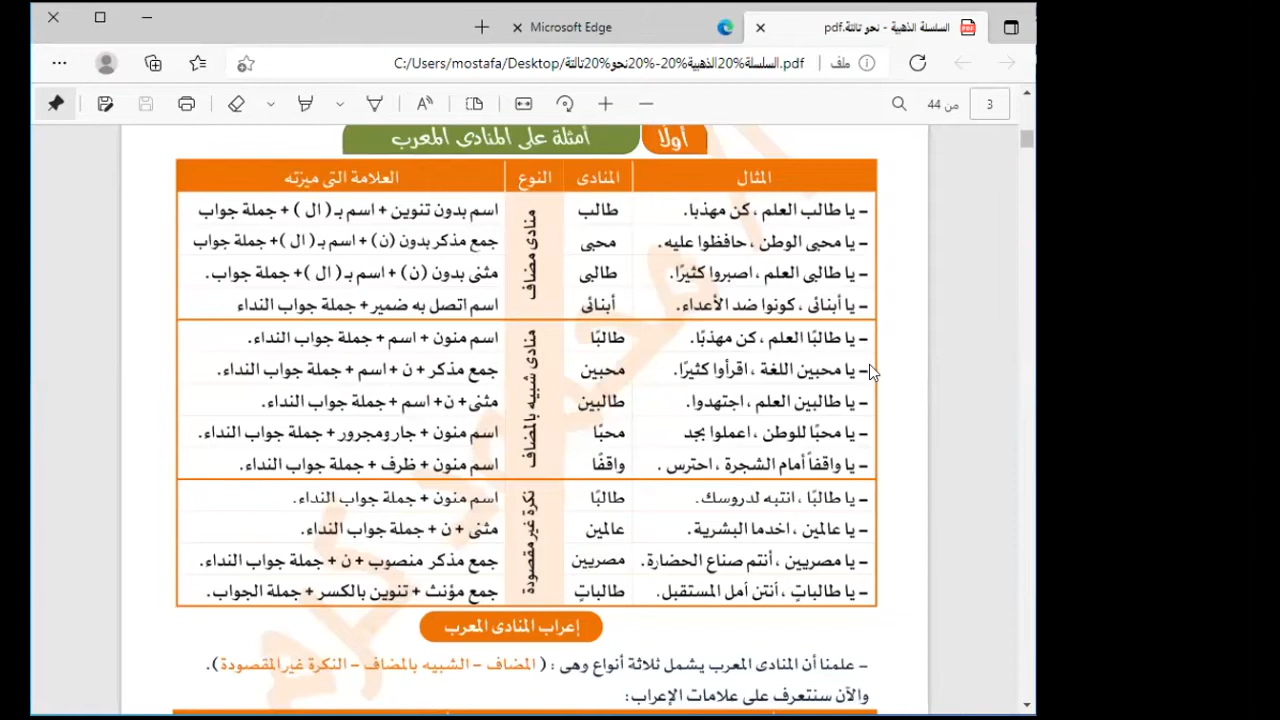 السلسلة الذهبية - نحو تالتة.pdf
Microsoft Edge
C:/Users/mostafa/Desktop/السلسلة%20الذهبية%20-%20نحو%20تالتة.pdf
ملف
3
من 44
أولًا
أمثلة على المنادى المعرب
المثال المنادى النوع العلامة التى ميزته
– يا طالب العلم ، كن مهذبا. طالب اسم بدون تنوين + اسم بـ ( ال ) + جملة جواب
– يا محبى الوطن ، حافظوا عليه. محبى جمع مذكر بدون (ن) + اسم بـ ( ال )+ جملة جواب
– يا طالبى العلم ، اصبروا كثيرًا. طالبى مثنى بدون (ن) + اسم بـ ( ال )+ جملة جواب.
– يا أبنائى ، كونوا ضد الأعداء. أبنائى اسم اتصل به ضمير + جملة جواب النداء
منادى مضاف
– يا طالبًا العلم ، كن مهذبًا. طالبًا اسم منون + اسم + جملة جواب النداء.
– يا محبين اللغة ، اقرأوا كثيرًا. محبين جمع مذكر + ن + اسم + جملة جواب النداء.
– يا طالبين العلم ، اجتهدوا. طالبين مثنى+ ن+ اسم + جملة جواب النداء.
– يا محبًا للوطن ، اعملوا بجد محبًا اسم منون + جار ومجرور + جملة جواب النداء.
– يا واقفاً أمام الشجرة ، احترس . واقفًا اسم منون + ظرف + جملة جواب النداء.
منادى شبيه بالمضاف
– يا طالبًا ، انتبه لدروسك. طالبًا اسم منون + جملة جواب النداء.
– يا عالمين ، اخدما البشرية. عالمين مثنى + ن + جملة جواب النداء.
– يا مصريين ، أنتم صناع الحضارة. مصريين جمع مذكر منصوب + ن + جملة جواب النداء.
– يا طالباتٍ ، أنتن أمل المستقبل. طالباتٍ جمع مؤنث + تنوين بالكسر + جملة الجواب.
نكرة غير مقصودة
إعراب المنادى المعرب
– علمنا أن المنادى المعرب يشمل ثلاثة أنواع وهى : ( المضاف – الشبيه بالمضاف – النكرة غير المقصودة ).
والآن سنتعرف على علامات الإعراب: